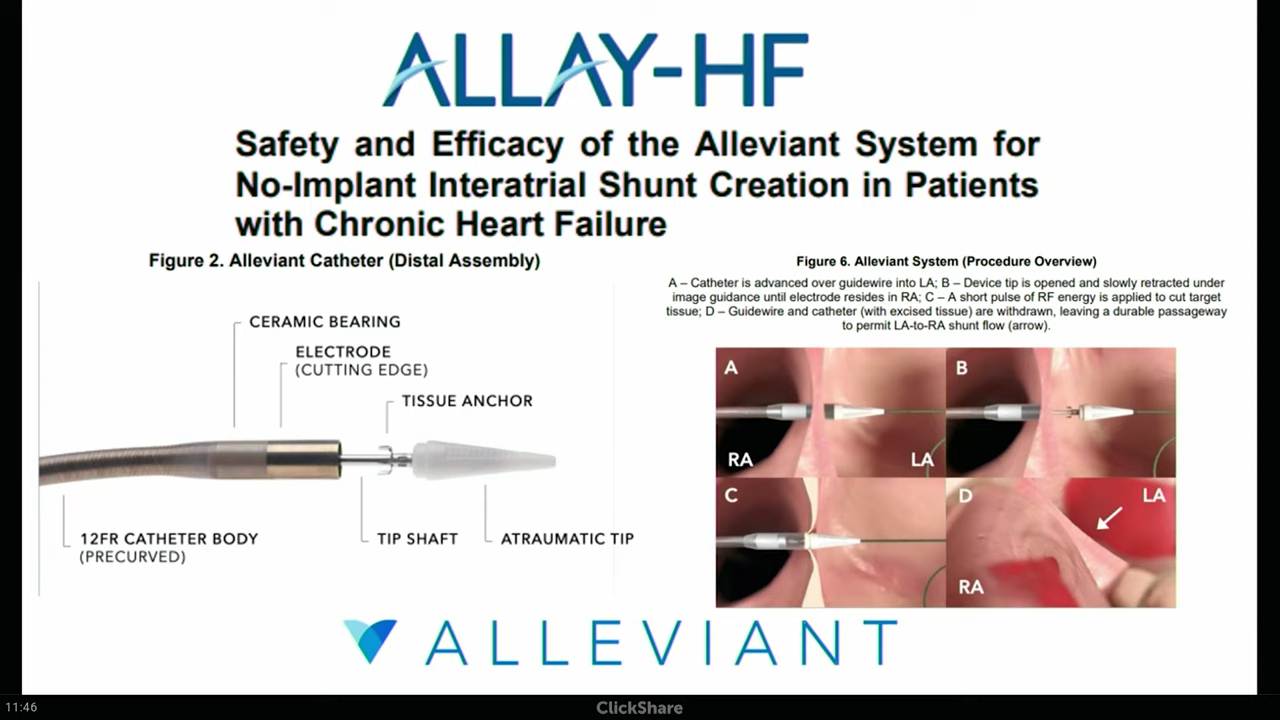 ALLAY-HF
Safety and Efficacy of the Alleviant System for
No-Implant Interatrial Shunt Creation in Patients
with Chronic Heart Failure
Figure 2. Alleviant Catheter (Distal Assembly)
CERAMIC BEARING
ELECTRODE
(CUTTING EDGE)
TISSUE ANCHOR
12FR CATHETER BODY
(PRECURVED)
TIP SHAFT
ATRAUMATIC TIP
Figure 6. Alleviant System (Procedure Overview)
A – Catheter is advanced over guidewire into LA; B – Device tip is opened and slowly retracted under
image guidance until electrode resides in RA; C – A short pulse of RF energy is applied to cut target
tissue; D – Guidewire and catheter (with excised tissue) are withdrawn, leaving a durable passageway
to permit LA-to-RA shunt flow (arrow).
A
RA
LA
B
C
D
LA
RA
ALLEVIANT
11:46
ClickShare